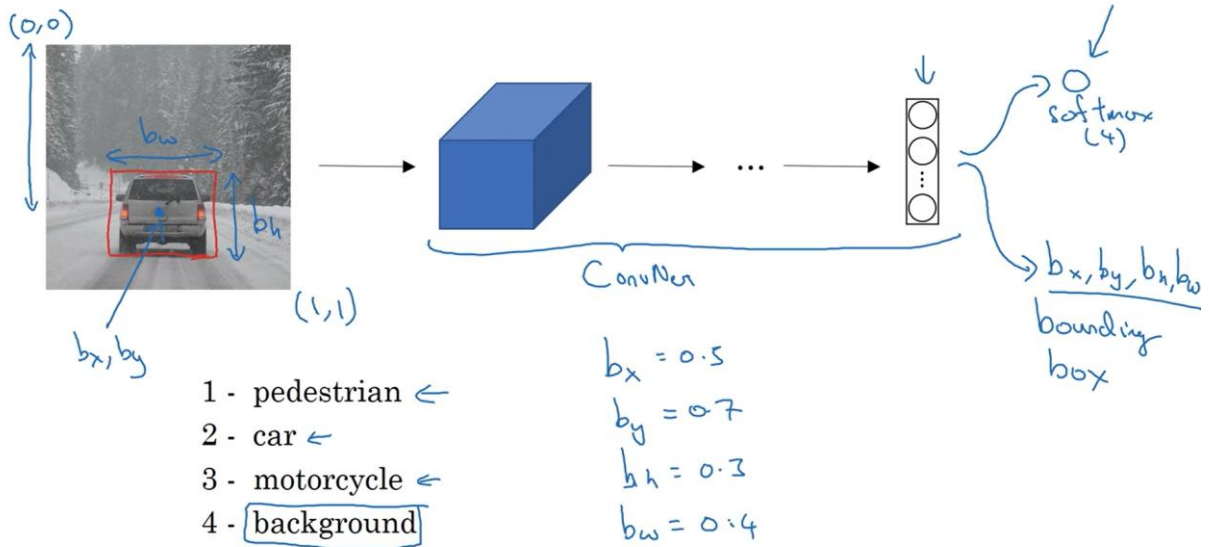 (0,0)
bw
bh
(1,1)
bx, by
...
ConvNet
softmax
(4)
bx, by, bh, bw
bounding
box
1 - pedestrian ←
2 - car ←
3 - motorcycle ←
4 - background
bx = 0.5
by = 0.7
bh = 0.3
bw = 0.4